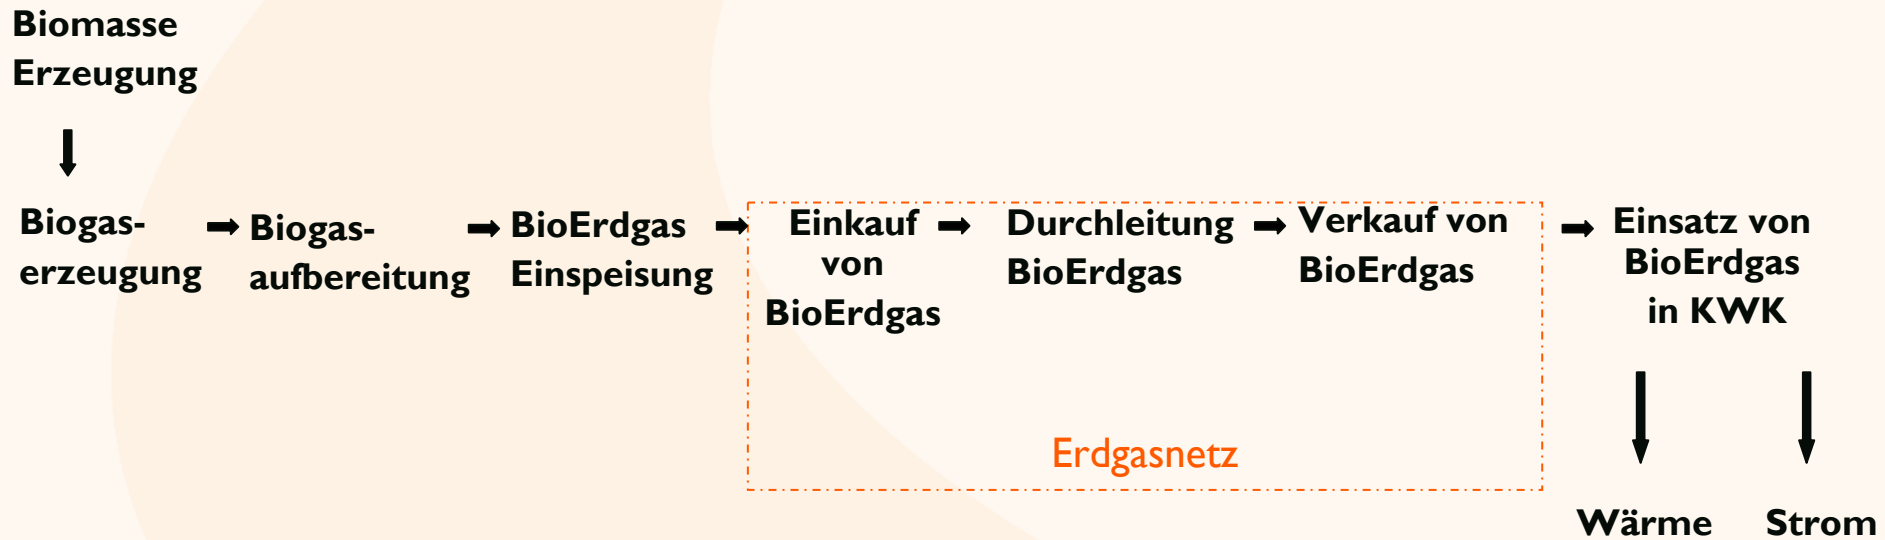 Biomasse
Erzeugung
Biogas-
erzeugung
Biogas-
aufbereitung
BioErdgas
Einspeisung
Einkauf
von
BioErdgas
Durchleitung
BioErdgas
Verkauf von
BioErdgas
Einsatz von
BioErdgas
in KWK
Erdgasnetz
Wärme
Strom